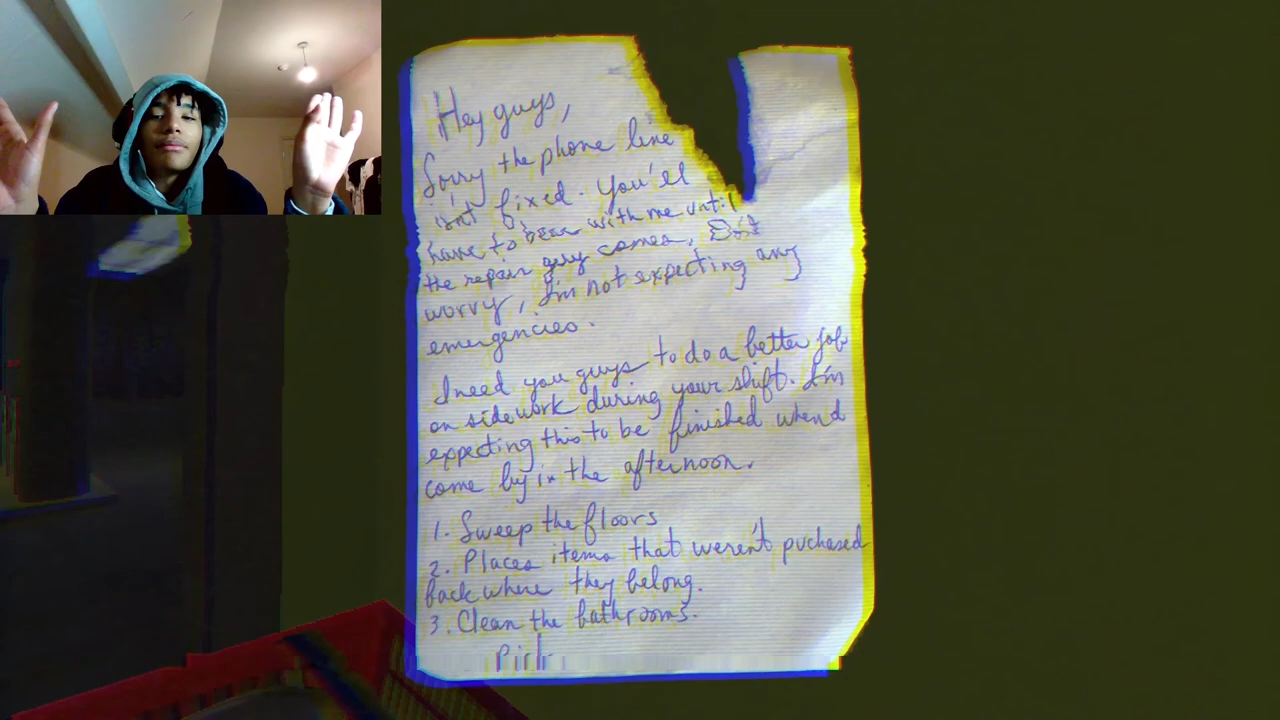 Hey guys,
Sorry the phone line
isn't fixed. You'll
have to bear with me until
the repair guy comes. Don't
worry, I'm not expecting any
emergencies.
I need you guys to do a better job
on sidework during your shift. I'm
expecting this to be finished when I
come by in the afternoon.
1. Sweep the floors
2. Places items that weren't puchased
back where they belong.
3. Clean the bathrooms.